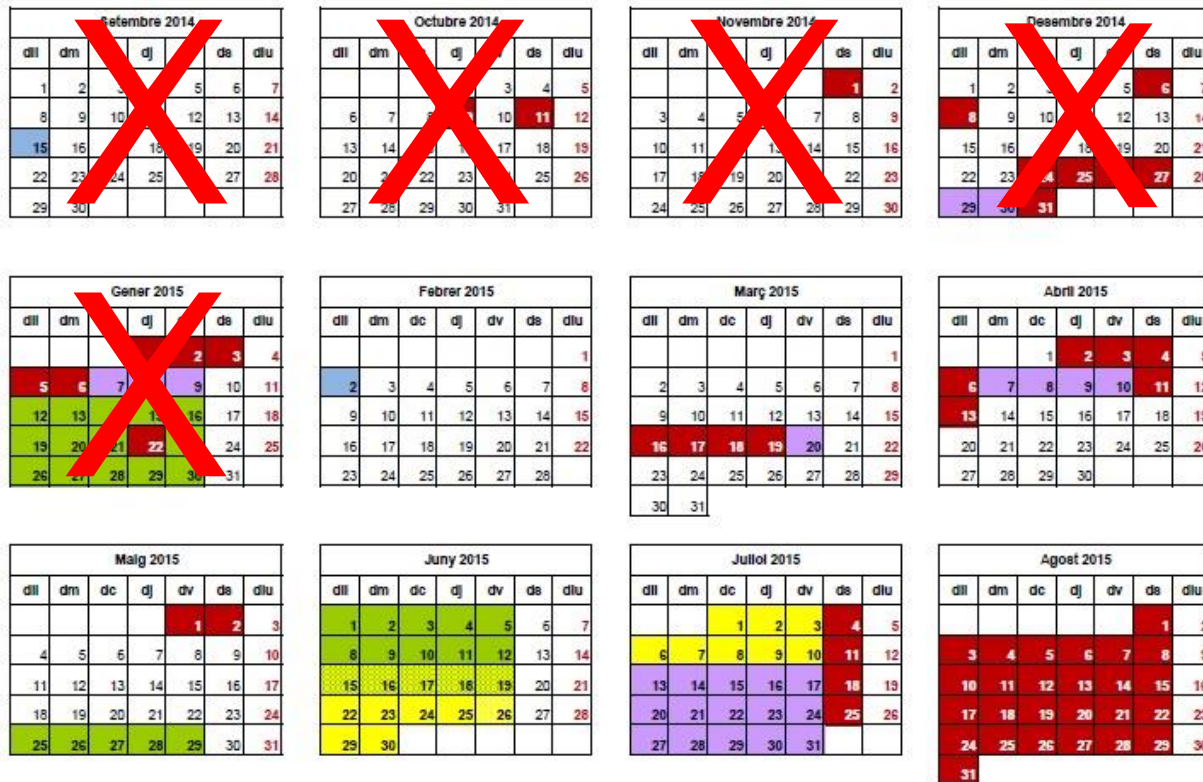 Setembre 2014
dll dm dj ds diu
1 2 3 5 6 7
8 9 10 12 13 14
15 16 18 19 20 21
22 23 24 25 27 28
29 30
Octubre 2014
dll dm dj ds diu
3 4 5
6 7 10 11 12
13 14 17 18 19
20 22 23 25 26
27 28 29 30 31
Novembre 2014
dll dm dj ds diu
1 2
3 4 5 7 8 9
10 11 13 14 15 16
17 18 19 20 22 23
24 25 26 27 28 29 30
Desembre 2014
dll dm dj ds diu
1 2 5 6
8 9 10 12 13
15 16 18 19 20
22 23 24 25 27
29 30 31
Gener 2015
dll dm dj ds diu
2 3 4
5 6 7 9 10 11
12 13 15 16 17 18
19 20 21 22 24 25
26 27 28 29 30 31
Febrer 2015
dll dm dc dj dv ds diu
1
2 3 4 5 6 7 8
9 10 11 12 13 14 15
16 17 18 19 20 21 22
23 24 25 26 27 28
Març 2015
dll dm dc dj dv ds diu
1
2 3 4 5 6 7 8
9 10 11 12 13 14 15
16 17 18 19 20 21 22
23 24 25 26 27 28 29
30 31
Abril 2015
dll dm dc dj dv ds diu
1 2 3 4
6 7 8 9 10 11
13 14 15 16 17 18
20 21 22 23 24 25
27 28 29 30
Maig 2015
dll dm dc dj dv ds diu
1 2 3
4 5 6 7 8 9 10
11 12 13 14 15 16 17
18 19 20 21 22 23 24
25 26 27 28 29 30 31
Juny 2015
dll dm dc dj dv ds diu
1 2 3 4 5 6 7
8 9 10 11 12 13 14
15 16 17 18 19 20 21
22 23 24 25 26 27 28
29 30
Juliol 2015
dll dm dc dj dv ds diu
1 2 3 4 5
6 7 8 9 10 11 12
13 14 15 16 17 18 19
20 21 22 23 24 25 26
27 28 29 30 31
Agost 2015
dll dm dc dj dv ds diu
1
3 4 5 6 7 8
10 11 12 13 14 15
17 18 19 20 21 22
24 25 26 27 28 29
31